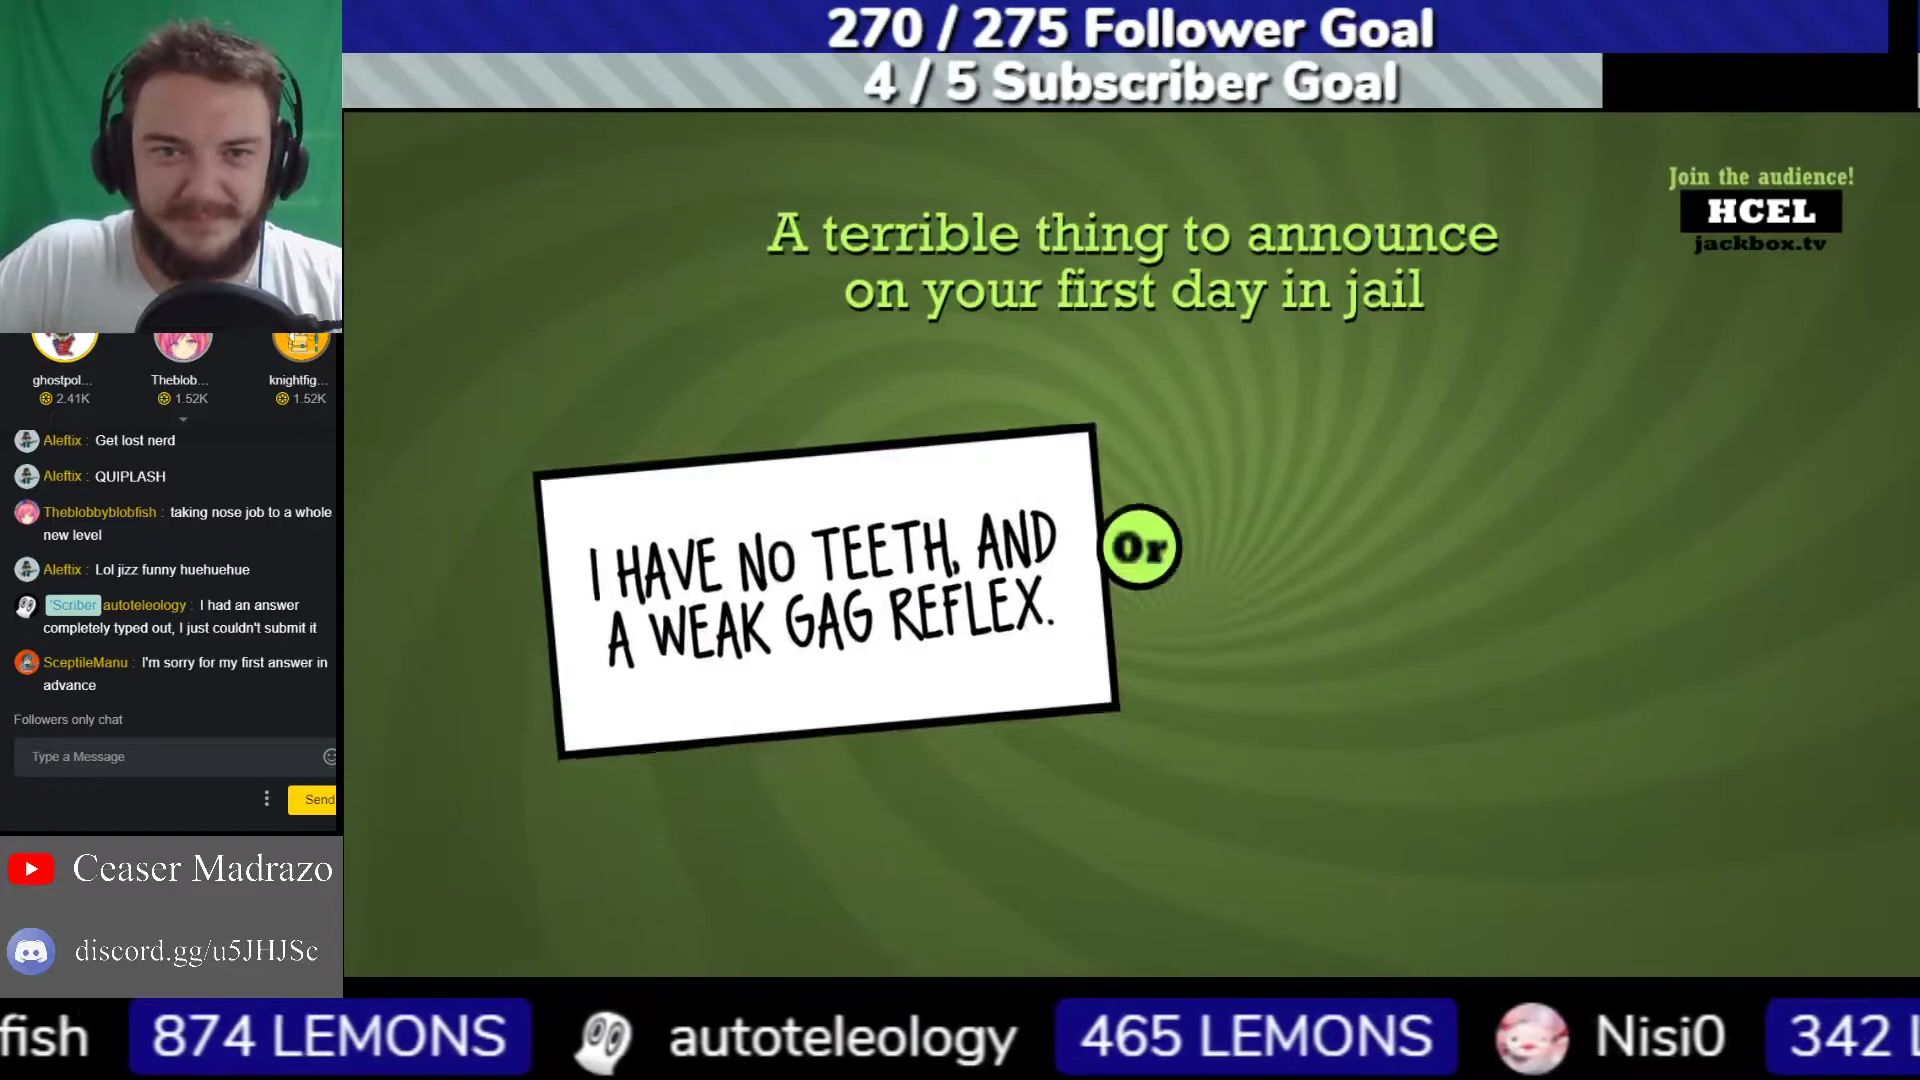 270 / 275 Follower Goal
4 / 5 Subscriber Goal
Join the audience!
HCEL
jackbox.tv
A terrible thing to announce
on your first day in jail
I HAVE NO TEETH, AND
A WEAK GAG REFLEX.
Or
ghostpol... Theblob... knightfig...
2.41K 1.52K 1.52K
Aleftix : Get lost nerd
Aleftix : QUIPLASH
Theblobbyblobfish : taking nose job to a whole
new level
Aleftix : Lol jizz funny huehuehue
'Scriber autoteleology : I had an answer
completely typed out, I just couldn't submit it
SceptileManu : I'm sorry for my first answer in
advance
Followers only chat
Type a Message
Send
Ceaser Madrazo
discord.gg/u5JHJSc
fish 874 LEMONS autoteleology 465 LEMONS Nisi0 342 L